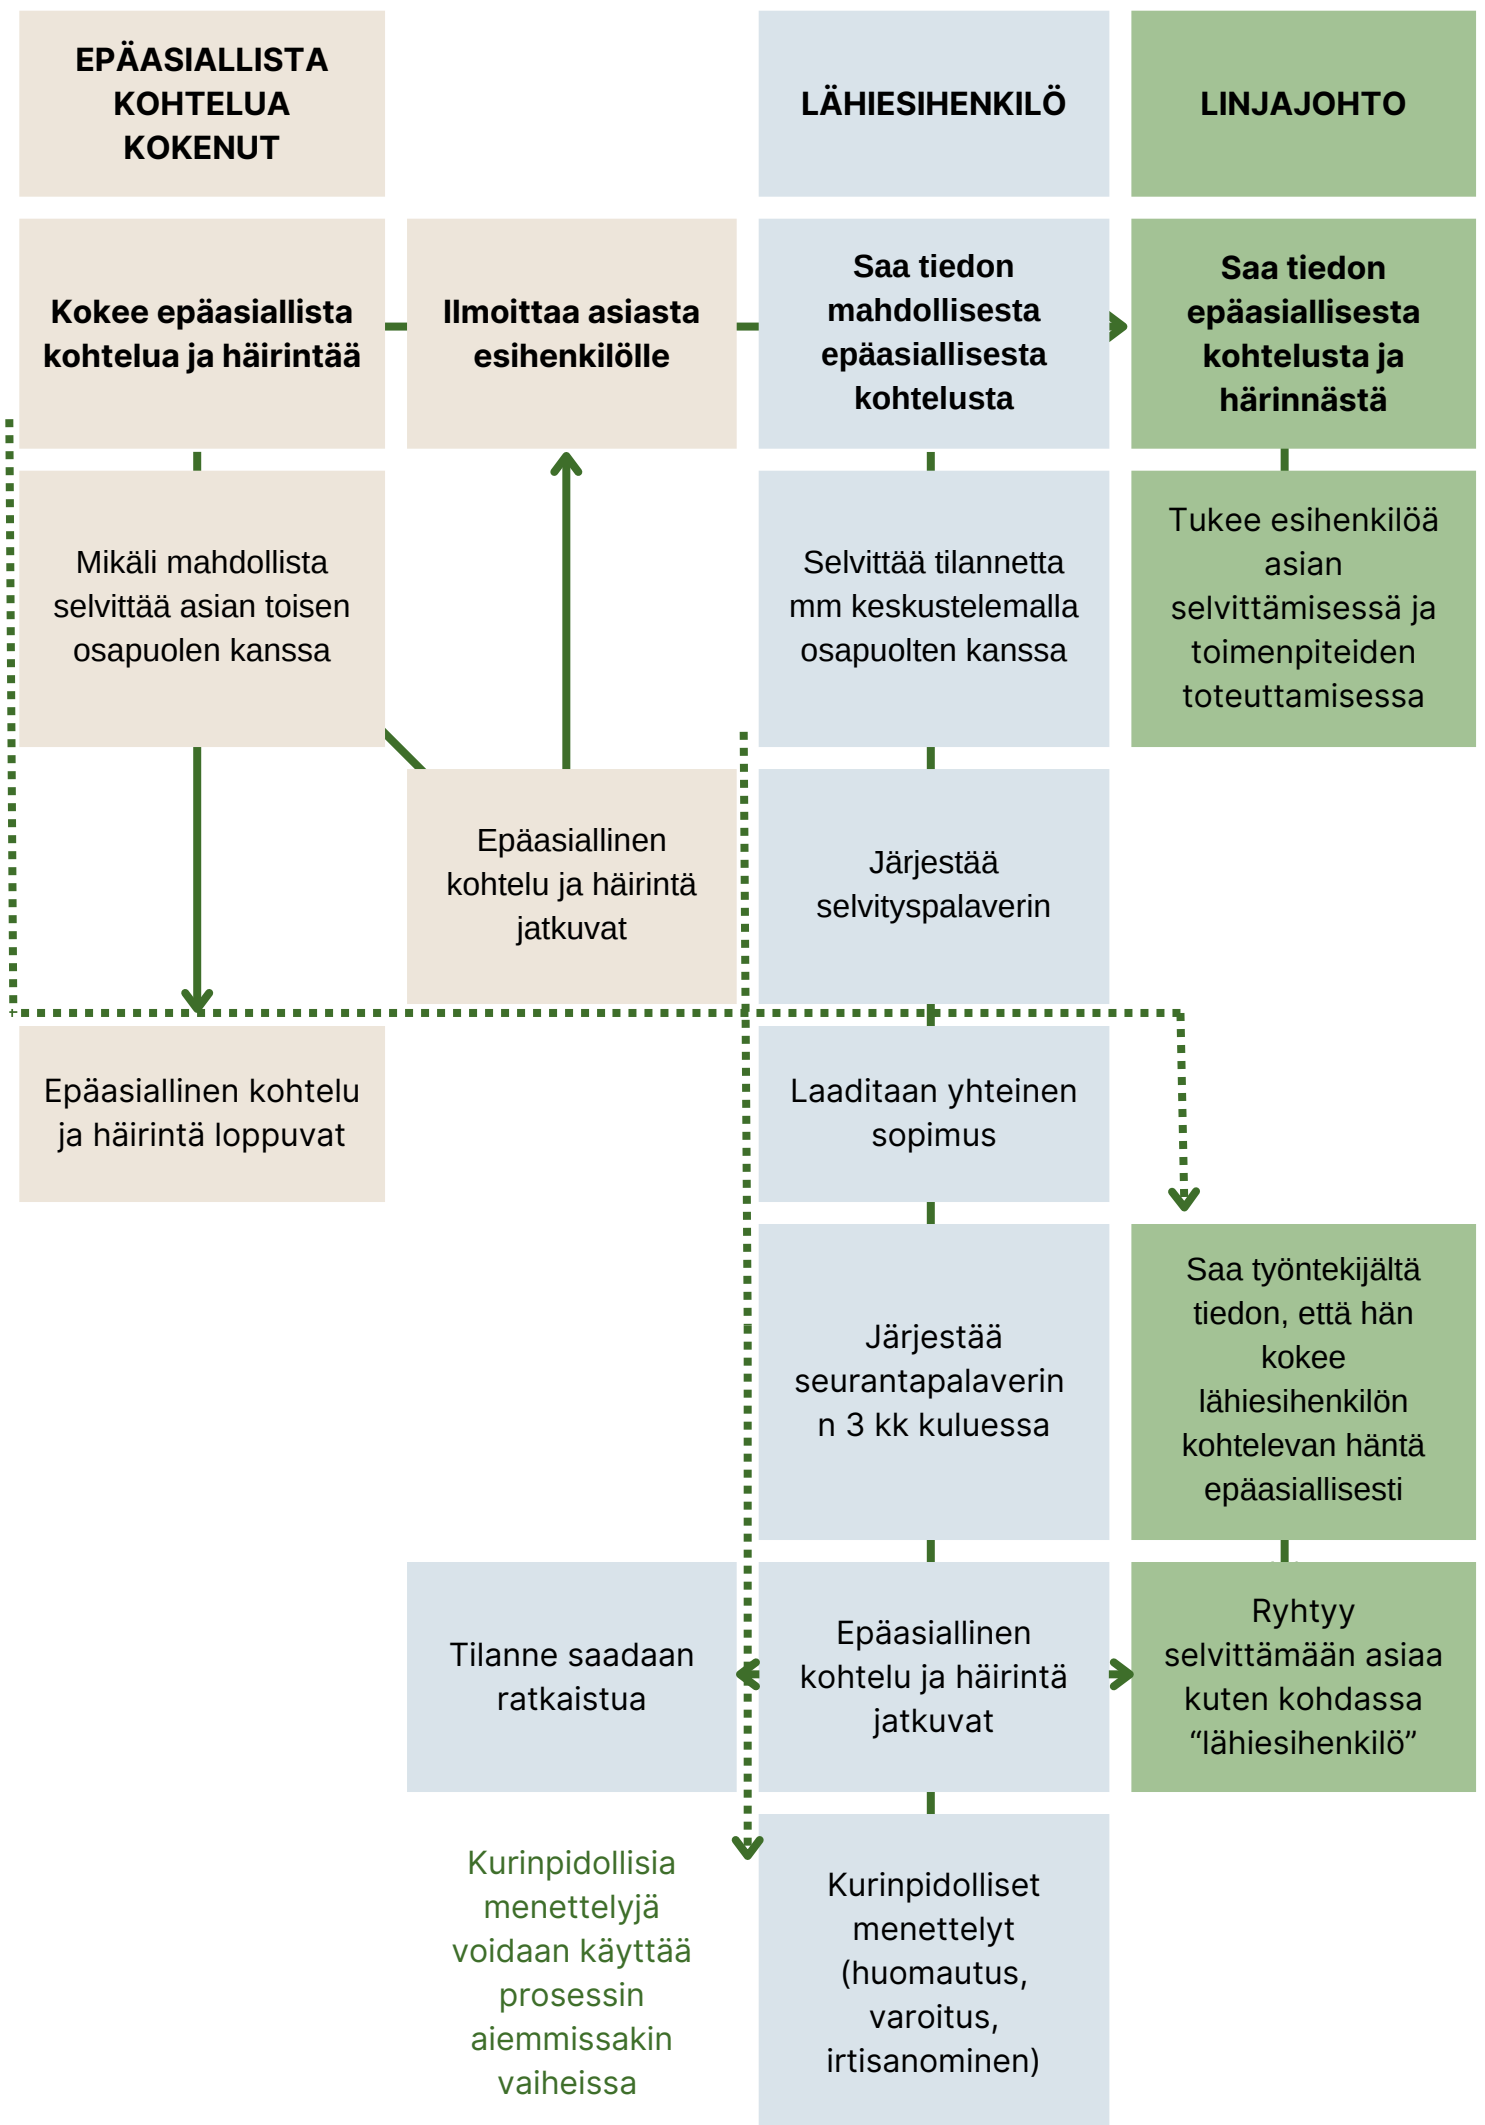 EPÄASIALLISTA
KOHTELUA
KOKENUT
LÄHIESIHENKILÖ
LINJAJOHTO
Kokee epäasiallista
kohtelua ja häirintää
Ilmoittaa asiasta
esihenkilölle
Saa tiedon
mahdollisesta
epäasiallisesta
kohtelusta
Saa tiedon
epäasiallisesta
kohtelusta ja
härinnästä
Mikäli mahdollista
selvittää asian toisen
osapuolen kanssa
Selvittää tilannetta
mm keskustelemalla
osapuolten kanssa
Tukee esihenkilöä
asian
selvittämisessä ja
toimenpiteiden
toteuttamisessa
Epäasiallinen
kohtelu ja häirintä
jatkuvat
Järjestää
selvityspalaverin
Epäasiallinen kohtelu
ja häirintä loppuvat
Laaditaan yhteinen
sopimus
Järjestää
seurantapalaverin
n 3 kk kuluessa
Saa työntekijältä
tiedon, että hän
kokee
lähiesihenkilön
kohtelevan häntä
epäasiallisesti
Tilanne saadaan
ratkaistua
Epäasiallinen
kohtelu ja häirintä
jatkuvat
Ryhtyy
selvittämään asiaa
kuten kohdassa
“lähiesihenkilö”
Kurinpidollisia
menettelyjä
voidaan käyttää
prosessin
aiemmissakin
vaiheissa
Kurinpidolliset
menettelyt
(huomautus,
varoitus,
irtisanominen)